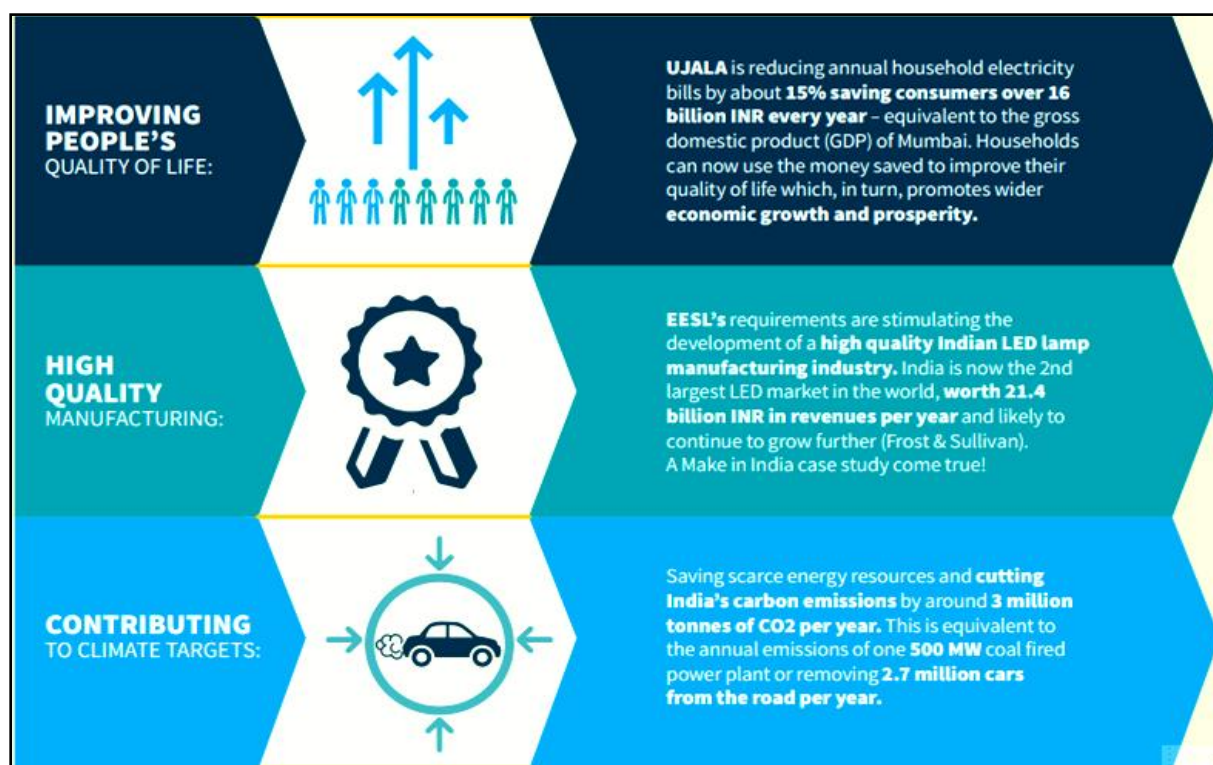 IMPROVING
PEOPLE'S
QUALITY OF LIFE:
UJALA is reducing annual household electricity
bills by about 15% saving consumers over 16
billion INR every year – equivalent to the gross
domestic product (GDP) of Mumbai. Households
can now use the money saved to improve their
quality of life which, in turn, promotes wider
economic growth and prosperity.
HIGH
QUALITY
MANUFACTURING:
EESL's requirements are stimulating the
development of a high quality Indian LED lamp
manufacturing industry. India is now the 2nd
largest LED market in the world, worth 21.4
billion INR in revenues per year and likely to
continue to grow further (Frost & Sullivan).
A Make in India case study come true!
CONTRIBUTING
TO CLIMATE TARGETS:
Saving scarce energy resources and cutting
India's carbon emissions by around 3 million
tonnes of CO2 per year. This is equivalent to
the annual emissions of one 500 MW coal fired
power plant or removing 2.7 million cars
from the road per year.